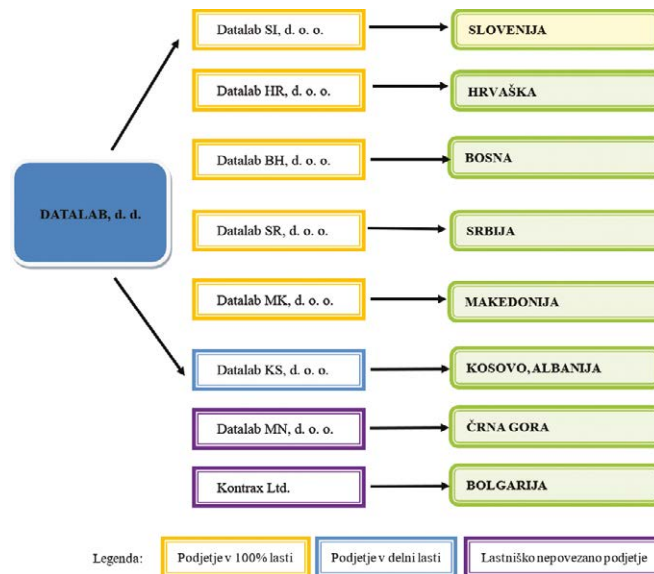 Datalab SI, d. o. o.
SLOVENIJA
Datalab HR, d. o. o.
HRVAŠKA
Datalab BH, d. o. o.
BOSNA
DATALAB, d. d.
Datalab SR, d. o. o.
SRBIJA
Datalab MK, d. o. o.
MAKEDONIJA
Datalab KS, d. o. o.
KOSOVO, ALBANIJA
Datalab MN, d. o. o.
ČRNA GORA
Kontrax Ltd.
BOLGARIJA
Legenda:
Podjetje v 100% lasti
Podjetje v delni lasti
Lastniško nepovezano podjetje